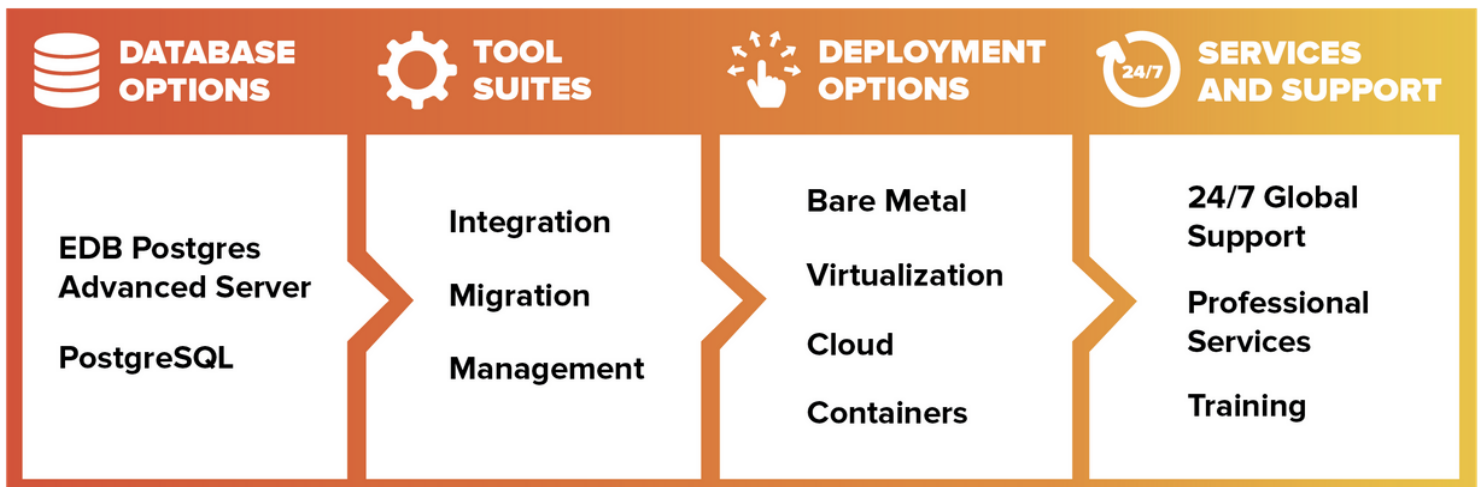 DATABASE
OPTIONS
EDB Postgres
Advanced Server
PostgreSQL
TOOL
SUITES
Integration
Migration
Management
DEPLOYMENT
OPTIONS
Bare Metal
Virtualization
Cloud
Containers
24/7
SERVICES
AND SUPPORT
24/7 Global
Support
Professional
Services
Training